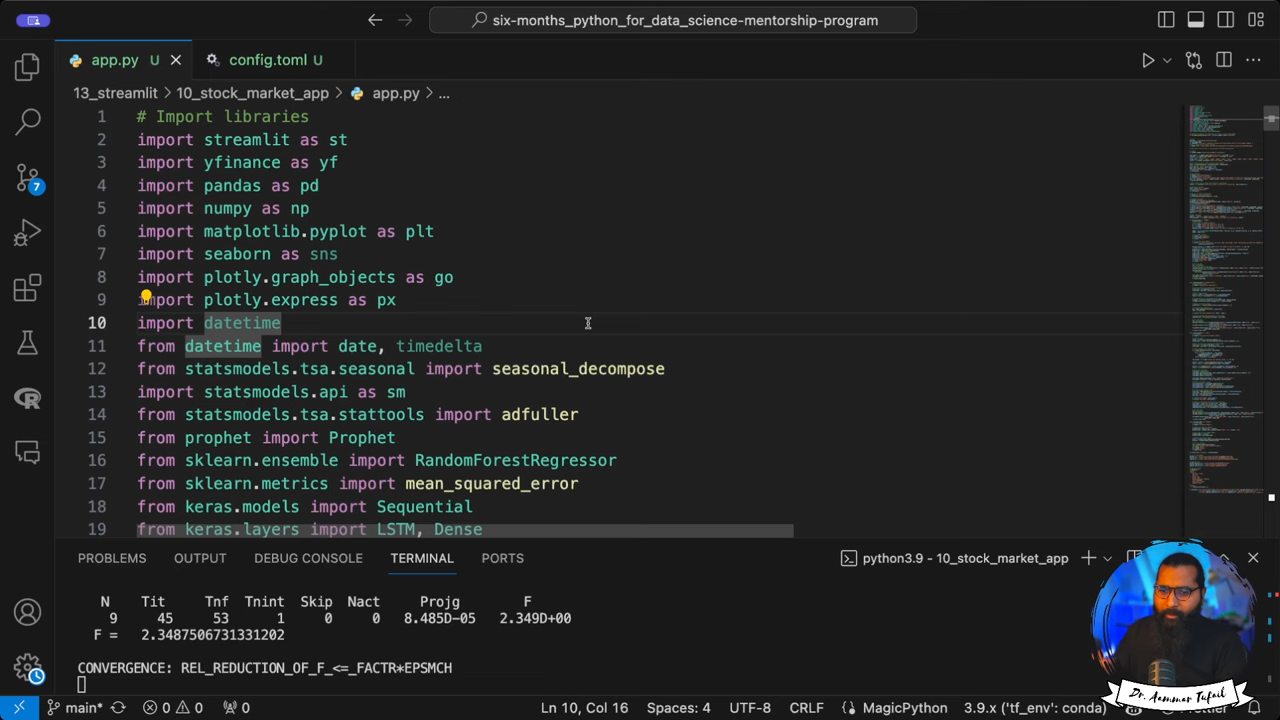 six-months_python_for_data_science-mentorship-program
app.py U
config.toml U
13_streamlit > 10_stock_market_app > app.py > ...
1 # Import libraries
2 import streamlit as st
3 import yfinance as yf
4 import pandas as pd
5 import numpy as np
6 import matplotlib.pyplot as plt
7 import seaborn as sns
8 import plotly.graph_objects as go
import plotly.express as px
10 import datetime
11 from datetime import date, timedelta
12 from statsmodels.tsa.seasonal import seasonal_decompose
13 import statsmodels.api as sm
14 from statsmodels.tsa.stattools import adfuller
15 from prophet import Prophet
16 from sklearn.ensemble import RandomForestRegressor
17 from sklearn.metrics import mean_squared_error
18 from keras.models import Sequential
19 from keras.layers import LSTM, Dense
7
PROBLEMS OUTPUT DEBUG CONSOLE TERMINAL PORTS
python3.9 - 10_stock_market_app
N Tit Tnf Tnint Skip Nact Projg F
9 45 53 1 0 0 8.485D-05 2.349D+00
F = 2.3487506731331202
CONVERGENCE: REL_REDUCTION_OF_F_<=_FACTR*EPSMCH
main* 0 0 0
Ln 10, Col 16 Spaces: 4 UTF-8 CRLF MagicPython 3.9.x ('tf_env': conda)
Dr. Aammar Tufail